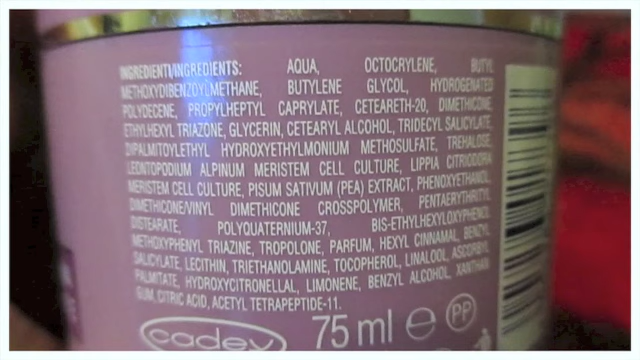 INGREDIENTI/INGREDIENTS: AQUA, OCTOCRYLENE, BUTYL
METHOXYDIBENZOYLMETHANE, BUTYLENE GLYCOL, HYDROGENATED
POLYDECENE, PROPYLHEPTYL CAPRYLATE, CETEARETH-20, DIMETHICONE,
ETHYLHEXYL TRIAZONE, GLYCERIN, CETEARYL ALCOHOL, TRIDECYL SALICYLATE,
DIPALMITOYLETHYL HYDROXYETHYLMONIUM METHOSULFATE, TREHALOSE,
LEONTOPODIUM ALPINUM MERISTEM CELL CULTURE, LIPPIA CITRIODORA
MERISTEM CELL CULTURE, PISUM SATIVUM (PEA) EXTRACT, PHENOXYETHANOL,
DIMETHICONE/VINYL DIMETHICONE CROSSPOLYMER, PENTAERYTHRITYL
DISTEARATE, POLYQUATERNIUM-37, BIS-ETHYLHEXYLOXYPHENOL
METHOXYPHENYL TRIAZINE, TROPOLONE, PARFUM, HEXYL CINNAMAL, BENZYL
SALICYLATE, LECITHIN, TRIETHANOLAMINE, TOCOPHEROL, LINALOOL, ASCORBYL
PALMITATE, HYDROXYCITRONELLAL, LIMONENE, BENZYL ALCOHOL, XANTHAN
GUM, CITRIC ACID, ACETYL TETRAPEPTIDE-11.
cadey 75 ml e PP